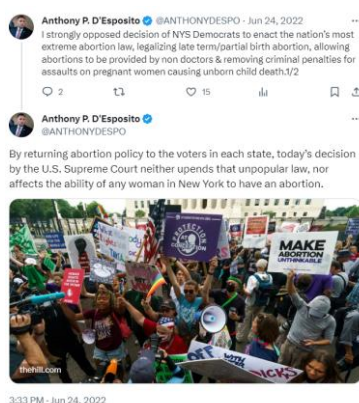 Anthony P. D'Esposito @ANTHONYDESPO · Jun 24, 2022
I strongly opposed decision of NYS Democrats to enact the nation's most
extreme abortion law, legalizing late term/partial birth abortion, allowing
abortions to be provided by non doctors & removing criminal penalties for
assaults on pregnant women causing unborn child death.1/2
2
15
Anthony P. D'Esposito
@ANTHONYDESPO
By returning abortion policy to the voters in each state, today's decision
by the U.S. Supreme Court neither upends that unpopular law, nor
affects the ability of any woman in New York to have an abortion.
MAKE
ABORTION
UNTHINKABLE
OFF WITH
thehill.com
3:33 PM · Jun 24, 2022